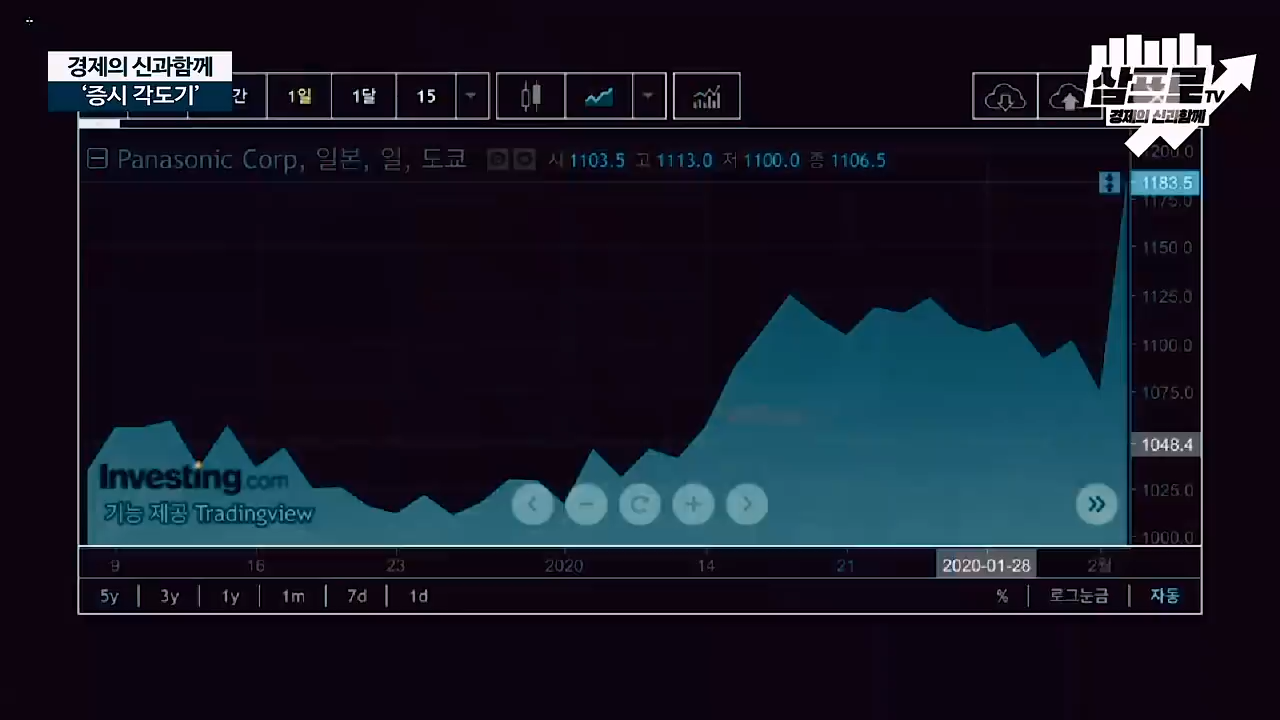 경제의 신과함께
'증시 각도기'
간 1일 1달 15
삼프로TV
경제의 신과함께
Panasonic Corp, 일본, 일, 도쿄 시 1103.5 고 1113.0 저 1100.0 종 1106.5
1200.0
1183.5
1175.0
1150.0
1125.0
1100.0
1075.0
1048.4
1025.0
1000.0
Investing.com
기능 제공 Tradingview
9 16 23 2020 14 21 2020-01-28 2월
5y 3y 1y 1m 7d 1d % 로그눈금 자동